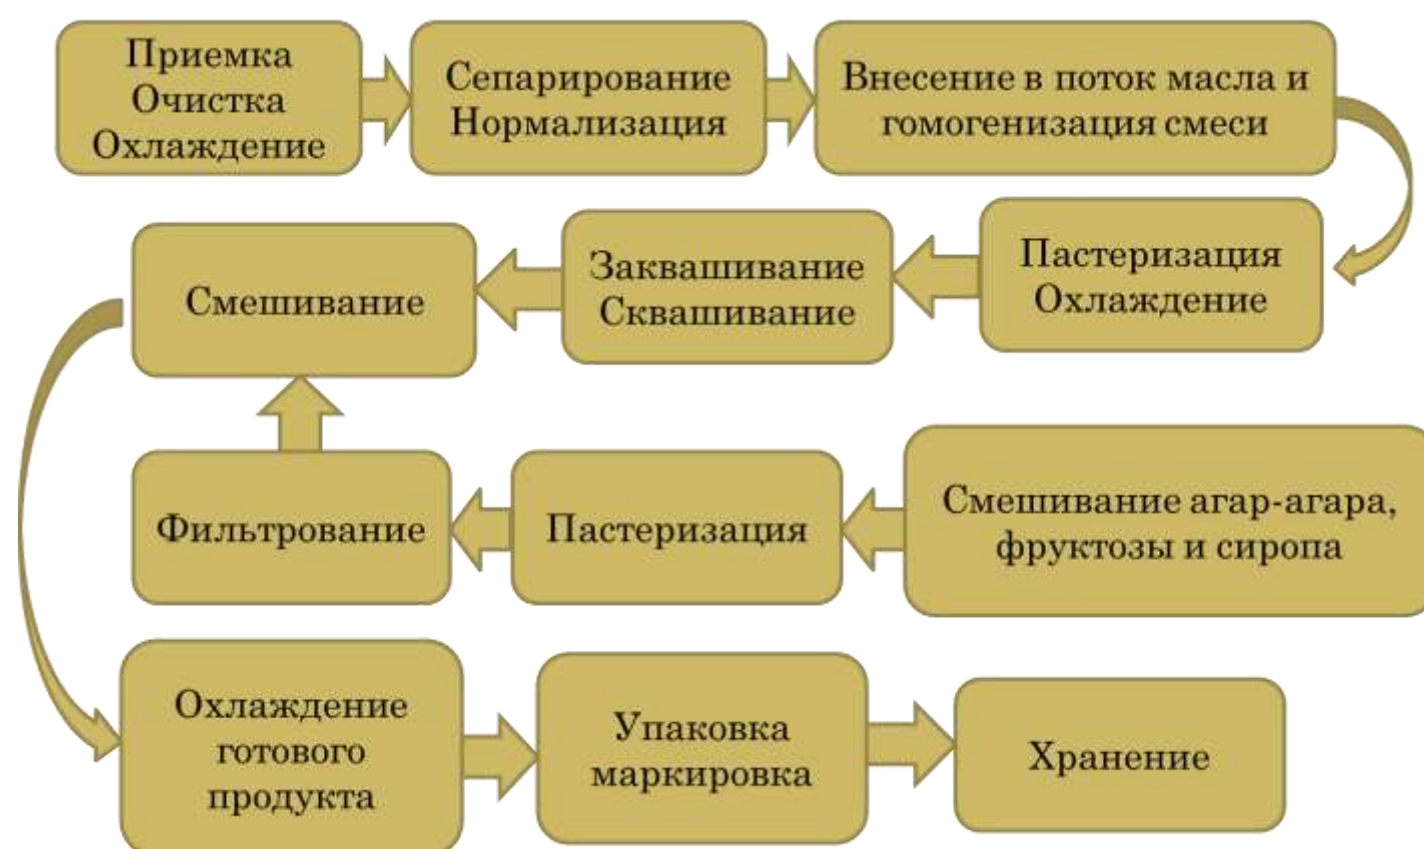 Приемка
Очистка
Охлаждение
Сепарирование
Нормализация
Внесение в поток масла и
гомогенизация смеси
Пастеризация
Охлаждение
Заквашивание
Сквашивание
Смешивание
Смешивание агар-агара,
фруктозы и сиропа
Пастеризация
Фильтрование
Охлаждение
готового
продукта
Упаковка
маркировка
Хранение